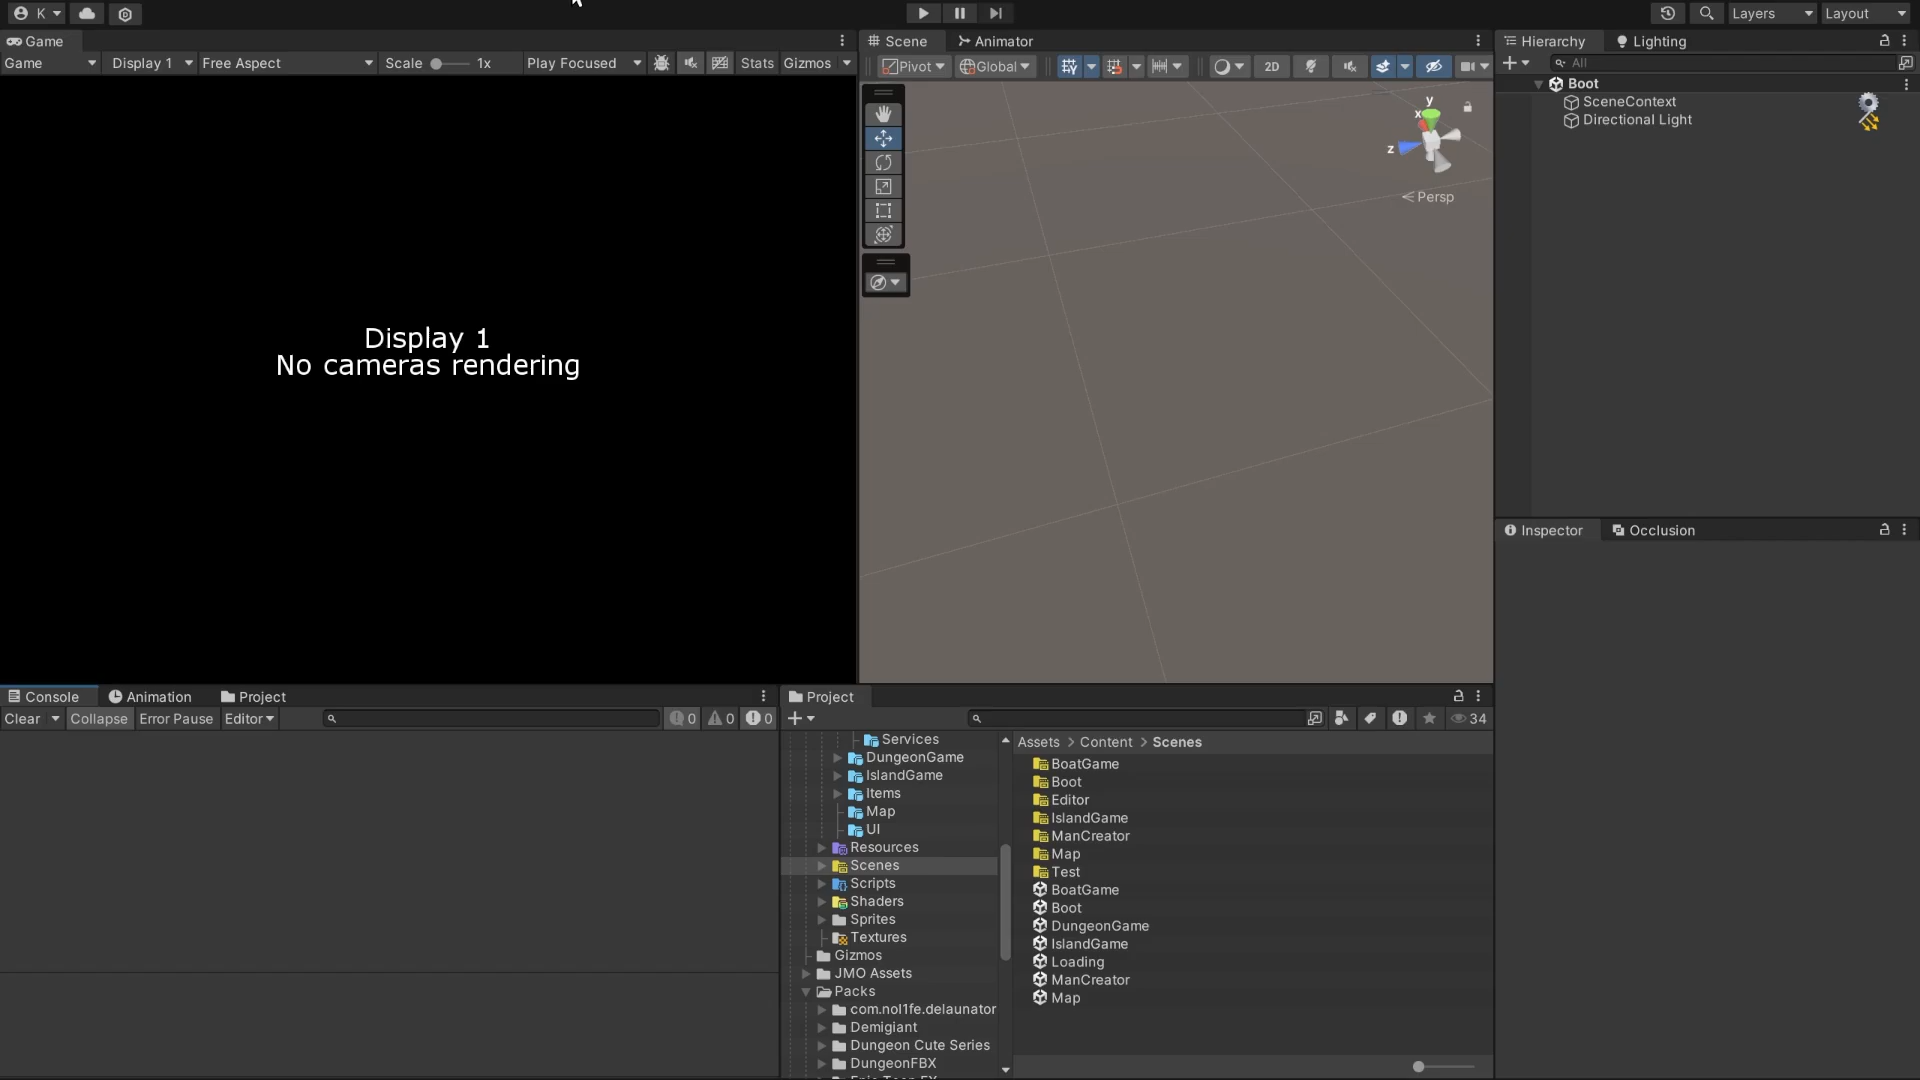 K
Layers
Layout
Game
Game
Display 1
Free Aspect
Scale
1x
Play Focused
Stats
Gizmos
Display 1
No cameras rendering
Scene
Animator
Pivot
Global
2D
y
x
z
Persp
Hierarchy
Lighting
All
Boot
SceneContext
Directional Light
Inspector
Occlusion
Console
Animation
Project
Clear
Collapse
Error Pause
Editor
0
0
0
Project
34
Services
DungeonGame
IslandGame
Items
Map
UI
Resources
Scenes
Scripts
Shaders
Sprites
Textures
Gizmos
JMO Assets
Packs
com.nol1fe.delaunator
Demigiant
Dungeon Cute Series
DungeonFBX
Assets > Content > Scenes
BoatGame
Boot
Editor
IslandGame
ManCreator
Map
Test
BoatGame
Boot
DungeonGame
IslandGame
Loading
ManCreator
Map